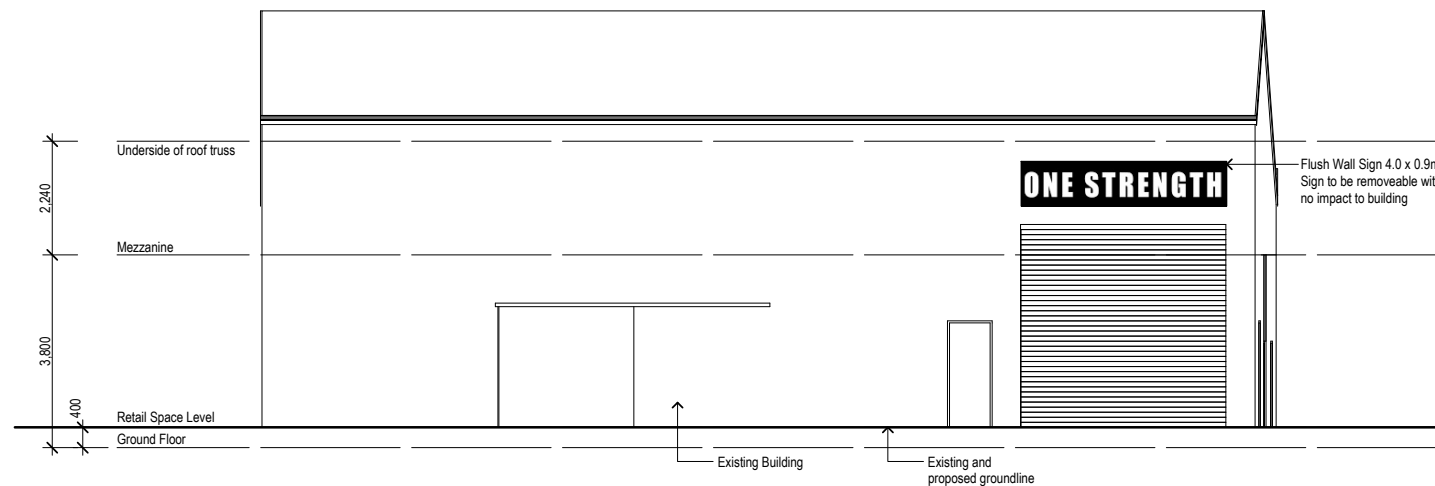 Underside of roof truss
2.240
Flush Wall Sign 4.0 x 0.9m
Sign to be removeable wit
no impact to building
ONE STRENGTH
Mezzanine
3.800
400
Retail Space Level
Ground Floor
Existing Building
Existing and
proposed groundline